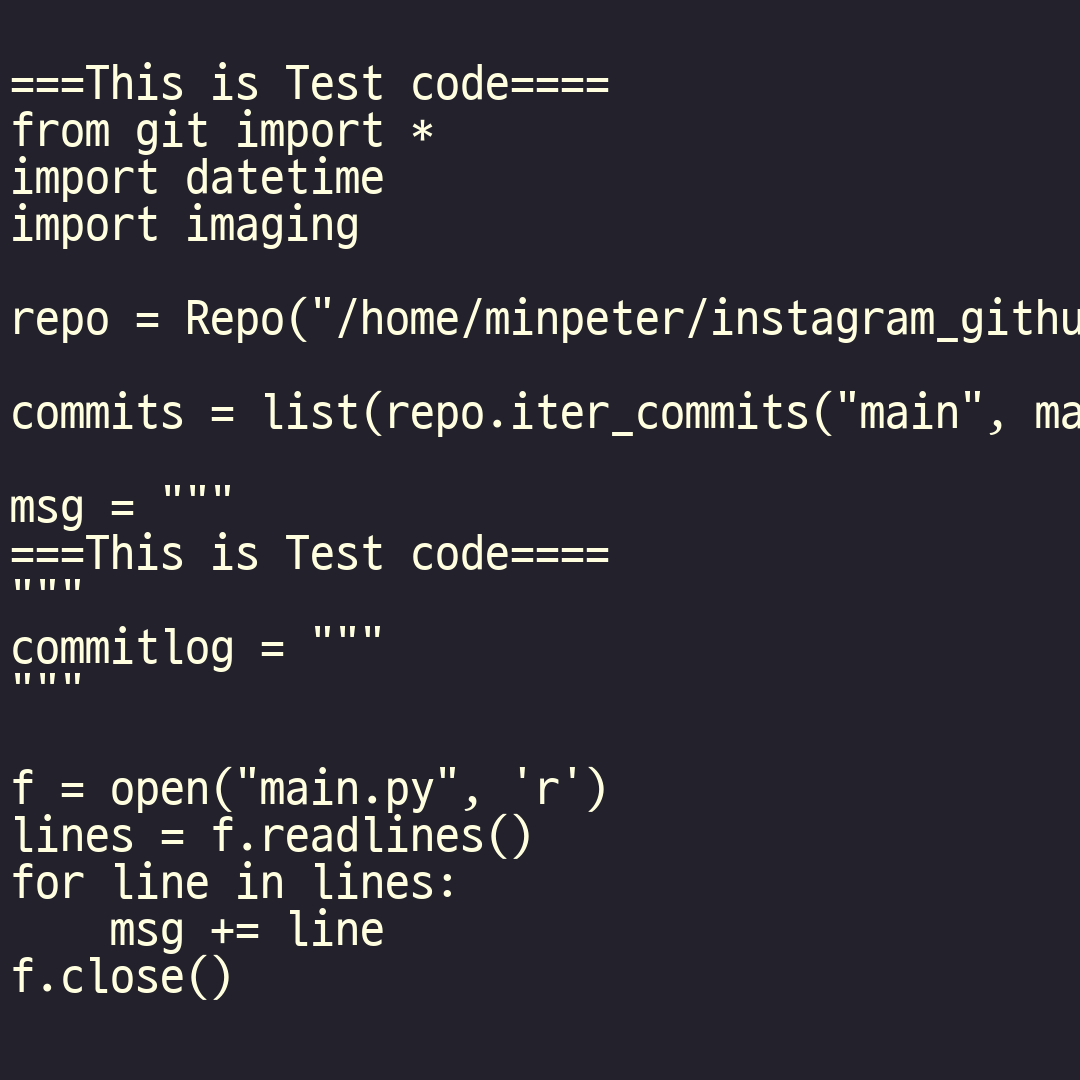 ===This is Test code====
from git import *
import datetime
import imaging
repo = Repo("/home/minpeter/instagram_githu
commits = list(repo.iter_commits("main", ma
msg = """
===This is Test code====
"""
commitlog = """
"""
f = open("main.py", 'r')
lines = f.readlines()
for line in lines:
    msg += line
f.close()